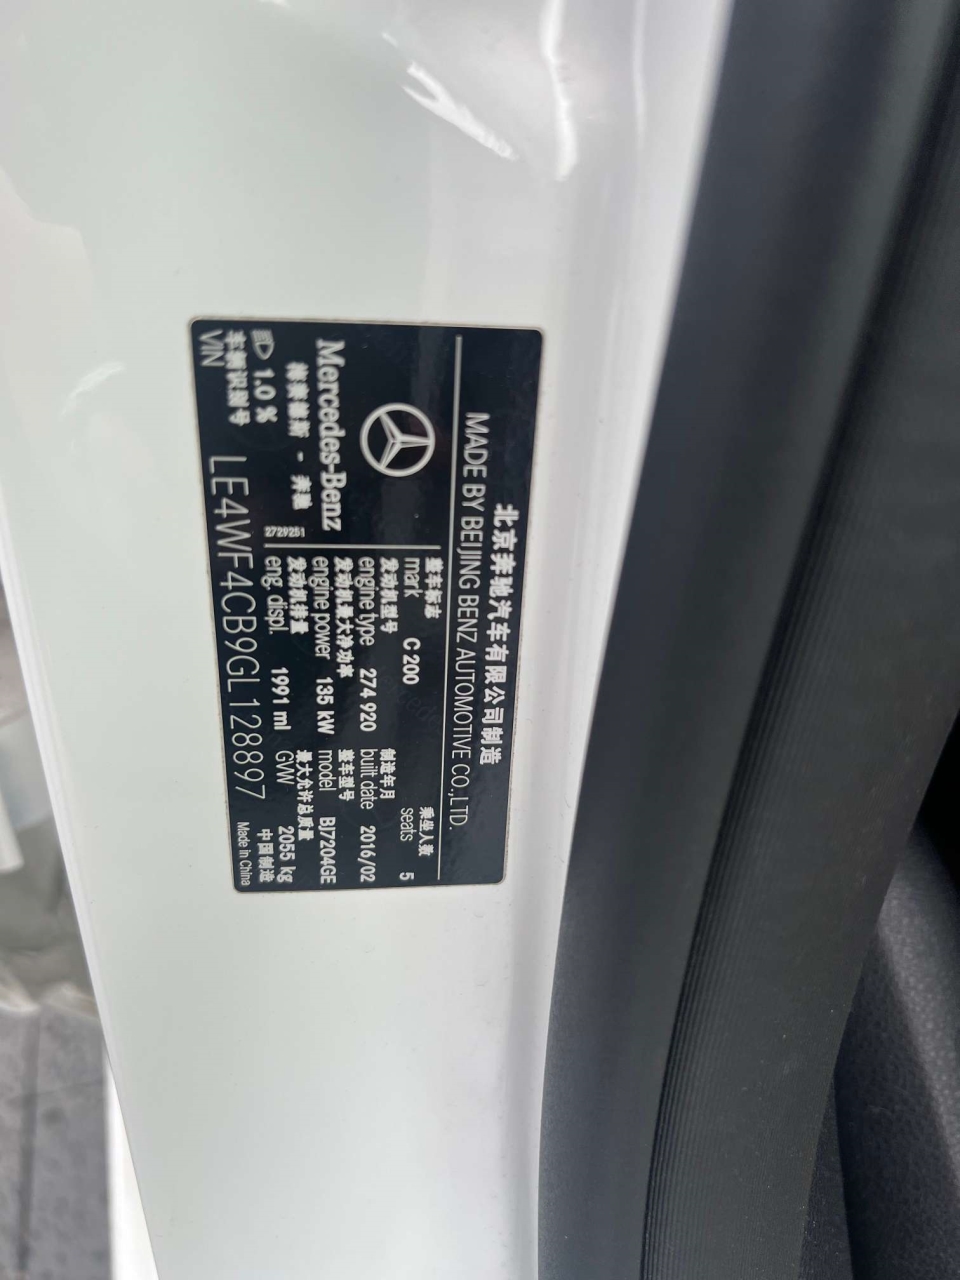 北京奔驰汽车有限公司制造
MADE BY BEIJING BENZ AUTOMOTIVE CO.,LTD.
Mercedes-Benz
梅赛德斯 - 奔驰
2729251
整车标志
mark C 200
乘坐人数
seats 5
发动机型号
engine type 274 920
制造年月
built date 2016/02
发动机最大净功率
engine power 135 kW
整车型号
model BJ7204GE
发动机排量
eng. displ. 1991 ml
最大允许总质量
GVW 2055 kg
1.0 %
车辆识别号
VIN LE4WF4CB9GL128897
中国制造
Made in China